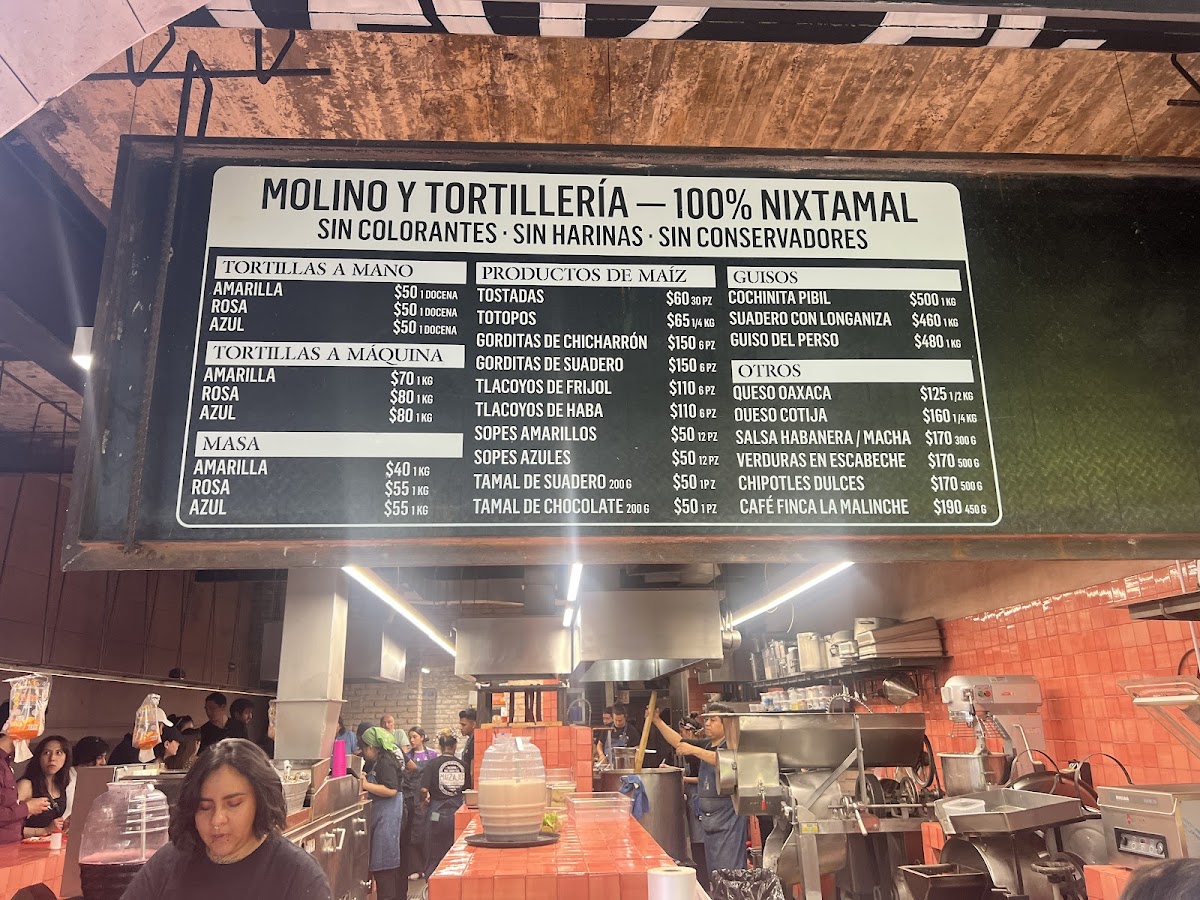 MOLINO Y TORTILLERÍA — 100% NIXTAMAL
SIN COLORANTES · SIN HARINAS · SIN CONSERVADORES
TORTILLAS A MANO
AMARILLA $50 1 DOCENA
ROSA $50 1 DOCENA
AZUL $50 1 DOCENA
TORTILLAS A MÁQUINA
AMARILLA $70 1 KG
ROSA $80 1 KG
AZUL $80 1 KG
MASA
AMARILLA $40 1 KG
ROSA $55 1 KG
AZUL $55 1 KG
PRODUCTOS DE MAÍZ
TOSTADAS $60 30 PZ
TOTOPOS $65 1/4 KG
GORDITAS DE CHICHARRÓN $150 6 PZ
GORDITAS DE SUADERO $150 6 PZ
TLACOYOS DE FRIJOL $110 6 PZ
TLACOYOS DE HABA $110 6 PZ
SOPES AMARILLOS $50 12 PZ
SOPES AZULES $50 12 PZ
TAMAL DE SUADERO 200 G $50 1 PZ
TAMAL DE CHOCOLATE 200 G $50 1 PZ
GUISOS
COCHINITA PIBIL $500 1 KG
SUADERO CON LONGANIZA $460 1 KG
GUISO DEL PERSO $480 1 KG
OTROS
QUESO OAXACA $125 1/2 KG
QUESO COTIJA $160 1/4 KG
SALSA HABANERA / MACHA $170 300 G
VERDURAS EN ESCABECHE $170 500 G
CHIPOTLES DULCES $170 500 G
CAFÉ FINCA LA MALINCHE $190 450 G
MAIZAJO